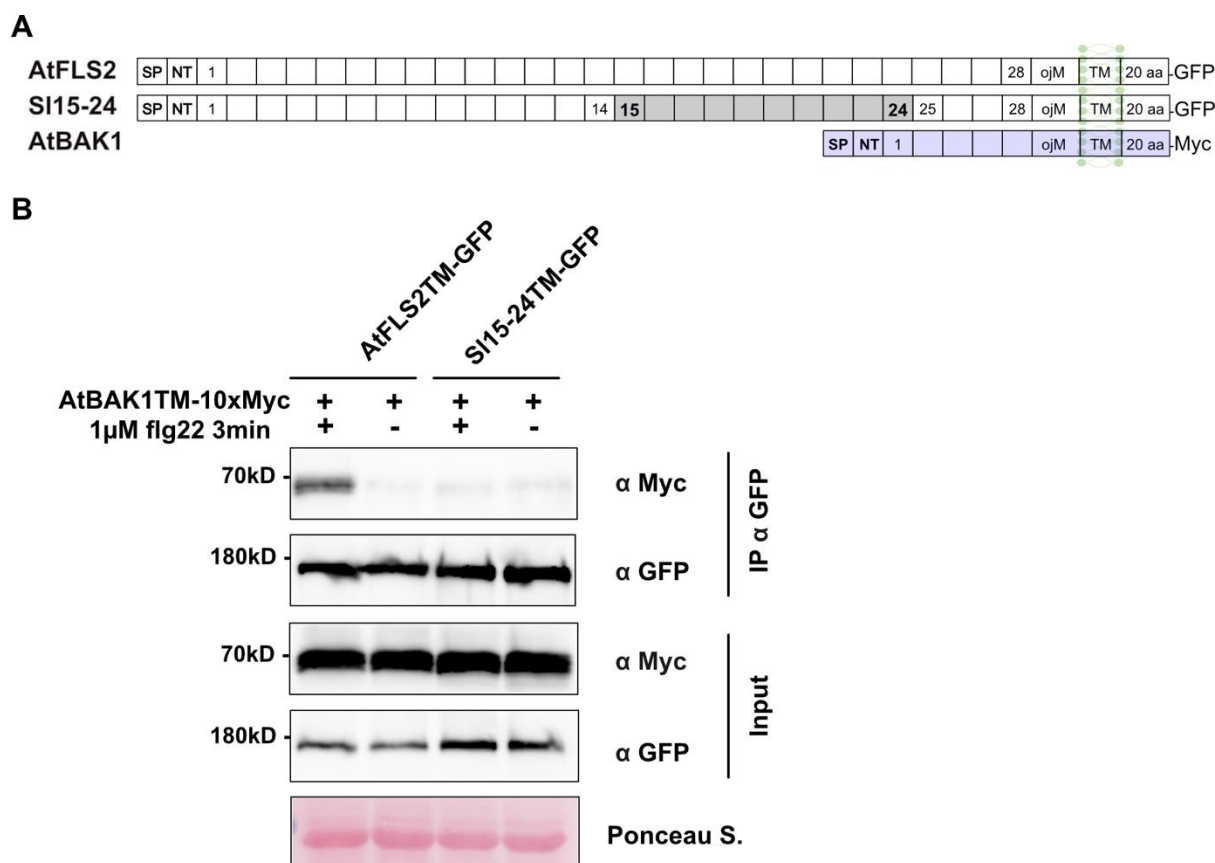 A
AtFLS2 SP NT 1 28 ojM TM 20 aa -GFP
Sl15-24 SP NT 1 14 15 24 25 28 ojM TM 20 aa -GFP
AtBAK1 SP NT 1 ojM TM 20 aa -Myc
B
AtFLS2TM-GFP
Sl15-24TM-GFP
AtBAK1TM-10xMyc + + + +
1µM flg22 3min + - + -
70kD - α Myc
180kD - α GFP
IP α GFP
70kD - α Myc
180kD - α GFP
Input
Ponceau S.